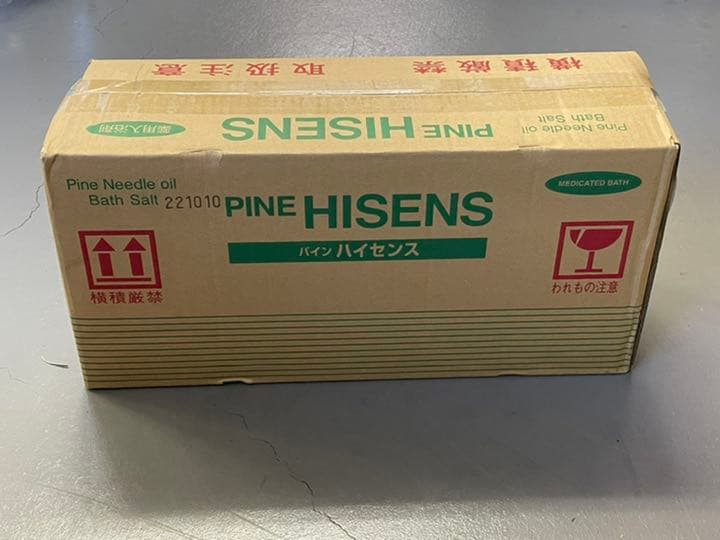 取扱注意 横積厳禁
薬用入浴剤
PINE HISENS
Pine Needle oil
Bath Salt
Pine Needle oil
Bath Salt 221010
PINE HISENS
MEDICATED BATH
パイン ハイセンス
横積厳禁
われもの注意